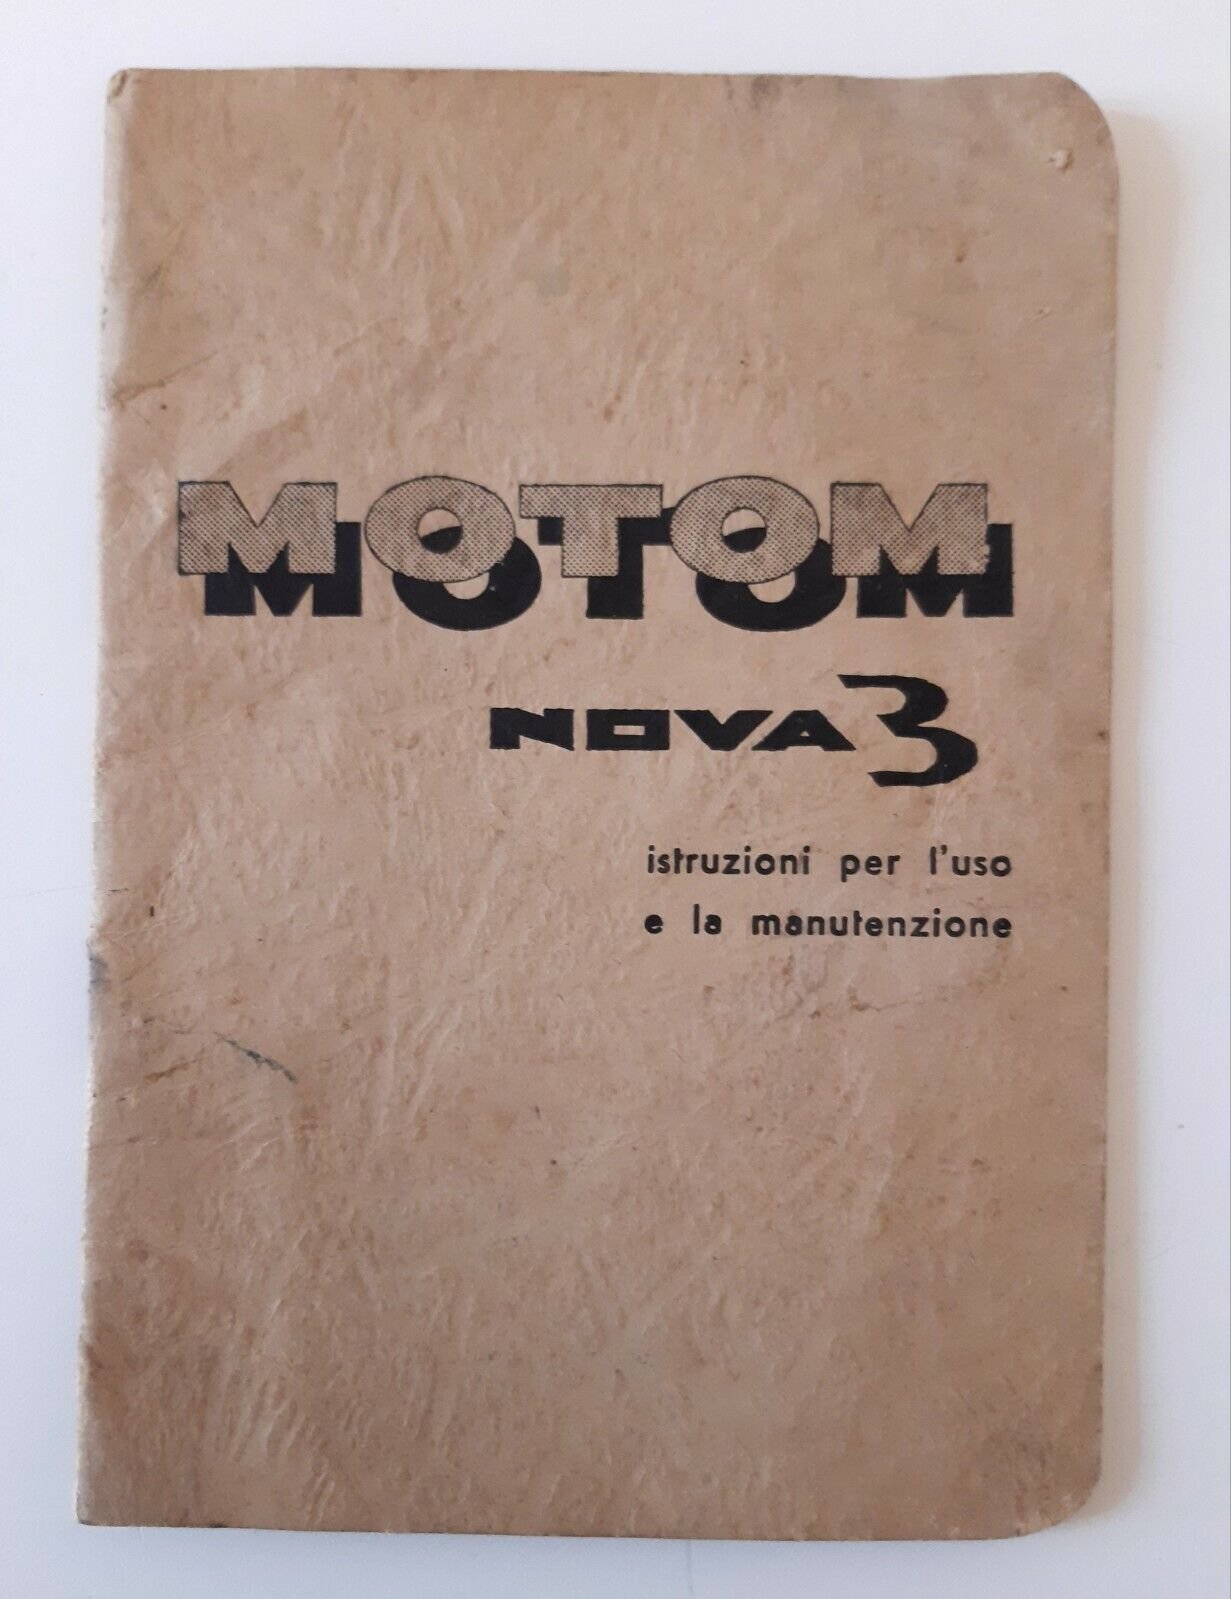 MOTOM
NOVA 3
istruzioni per l'uso
e la manutenzione